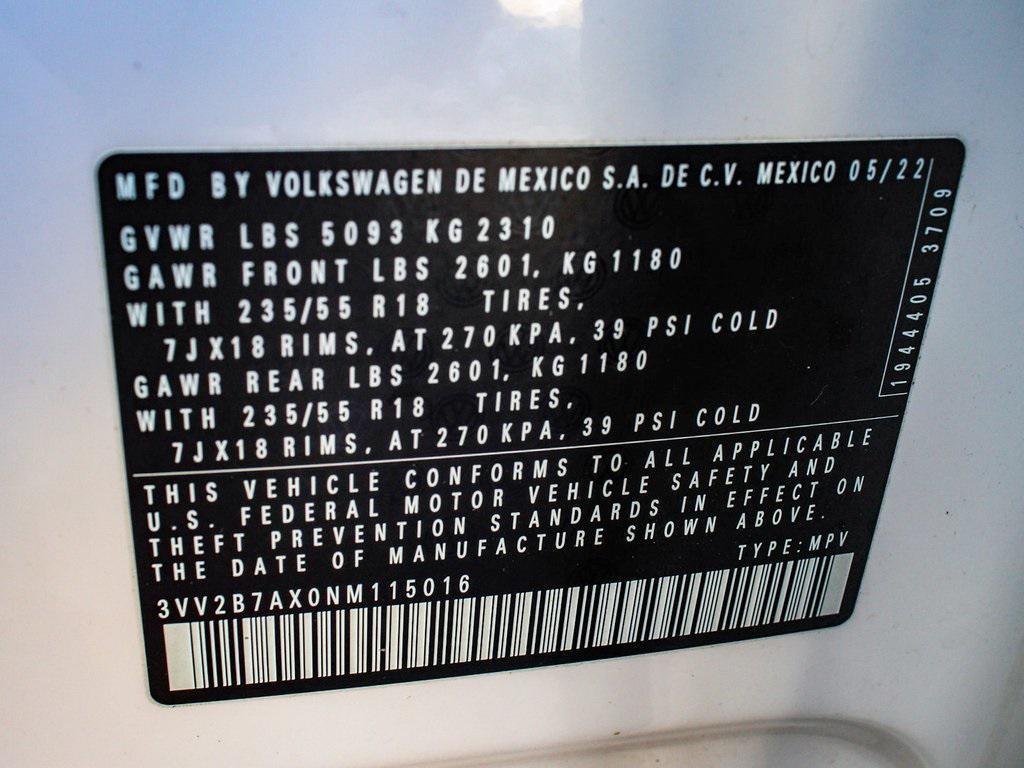 MFD BY VOLKSWAGEN DE MEXICO S.A. DE C.V. MEXICO 05/22
GVWR LBS 5093 KG 2310
GAWR FRONT LBS 2601, KG 1180
WITH 235/55 R18 TIRES,
7JX18 RIMS, AT 270 KPA, 39 PSI COLD
GAWR REAR LBS 2601, KG 1180
WITH 235/55 R18 TIRES,
7JX18 RIMS, AT 270 KPA, 39 PSI COLD
1944405 3709
THIS VEHICLE CONFORMS TO ALL APPLICABLE
U.S. FEDERAL MOTOR VEHICLE SAFETY AND
THEFT PREVENTION STANDARDS IN EFFECT ON
THE DATE OF MANUFACTURE SHOWN ABOVE.
3VV2B7AX0NM115016 TYPE: MPV